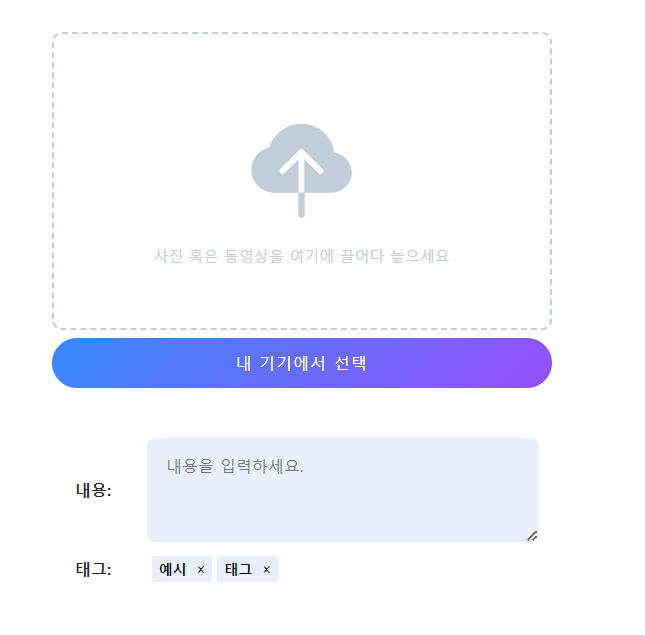 사진 혹은 동영상을 여기에 끌어다 놓으세요
내 기기에서 선택
내용을 입력하세요.
내용:
태그: 예시 × 태그 ×